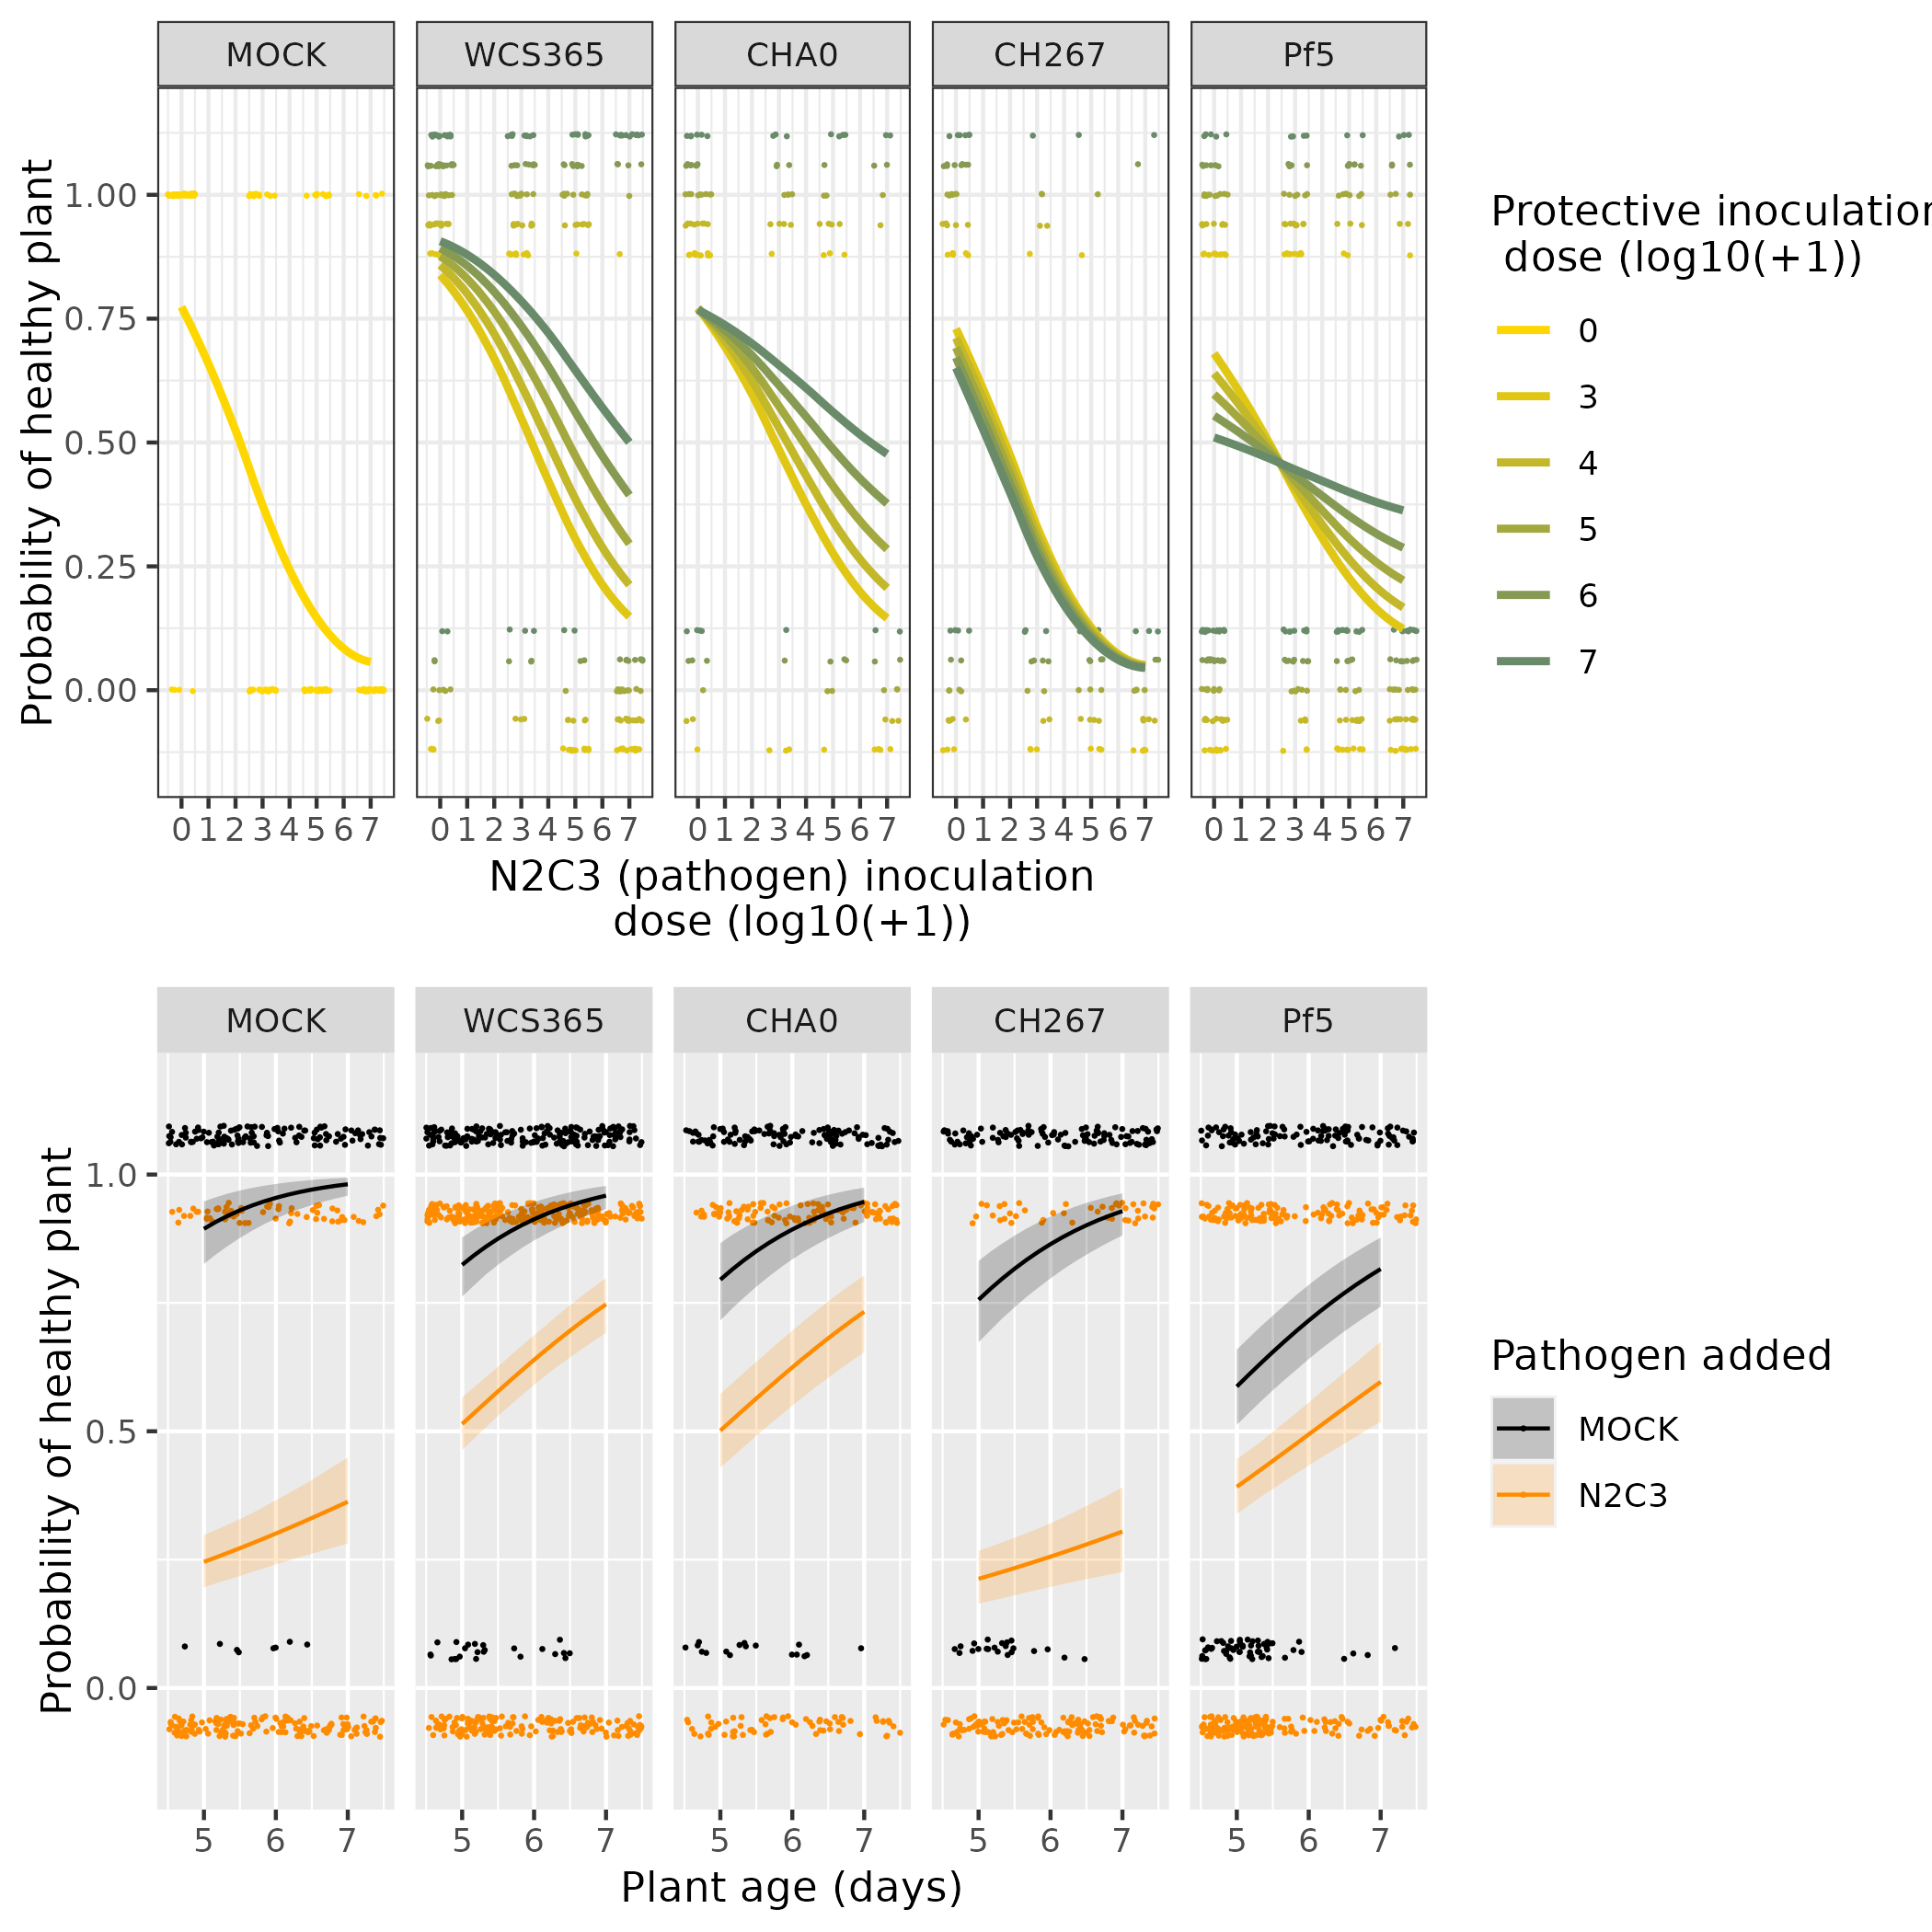 MOCK WCS365 CHA0 CH267 Pf5
Probability of healthy plant
1.00
0.75
0.50
0.25
0.00
0 1 2 3 4 5 6 7 0 1 2 3 4 5 6 7 0 1 2 3 4 5 6 7 0 1 2 3 4 5 6 7 0 1 2 3 4 5 6 7
N2C3 (pathogen) inoculation
dose (log10(+1))
Protective inoculation
dose (log10(+1))
0
3
4
5
6
7
MOCK WCS365 CHA0 CH267 Pf5
Probability of healthy plant
1.0
0.5
0.0
5 6 7 5 6 7 5 6 7 5 6 7 5 6 7
Plant age (days)
Pathogen added
MOCK
N2C3